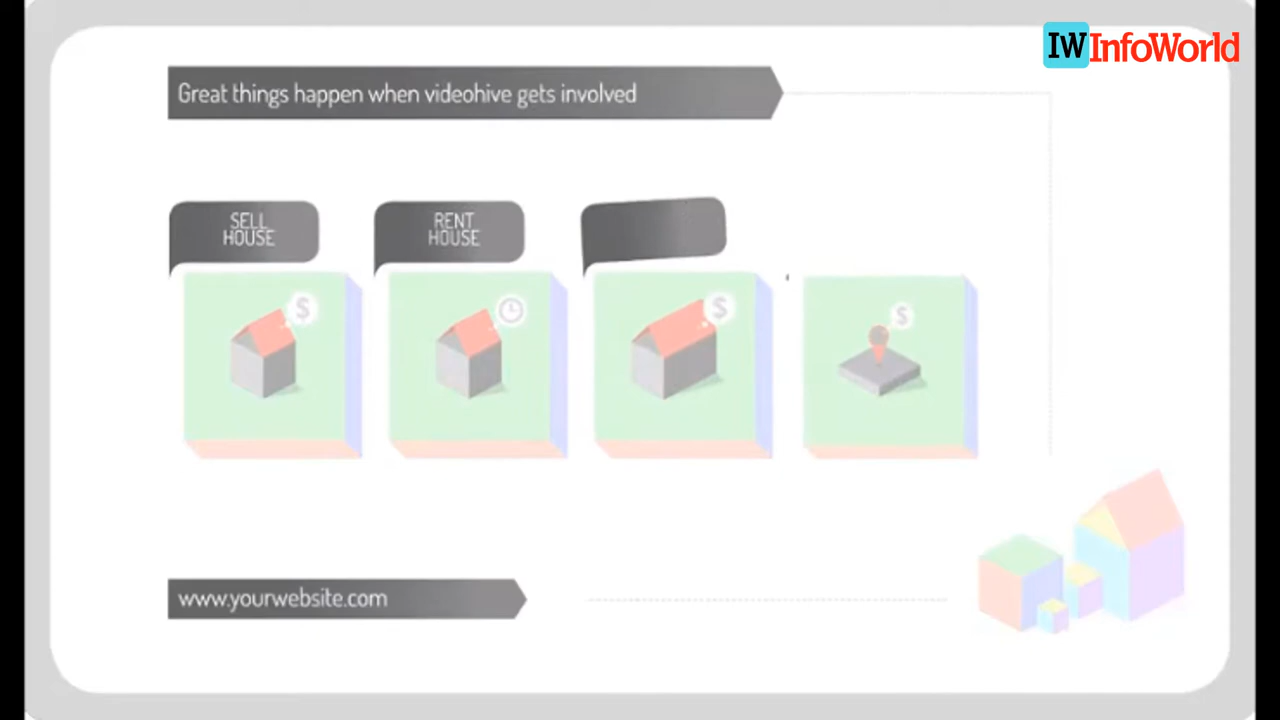 IW InfoWorld
Great things happen when videohive gets involved
SELL
HOUSE
RENT
HOUSE
$
$
$
www.yourwebsite.com